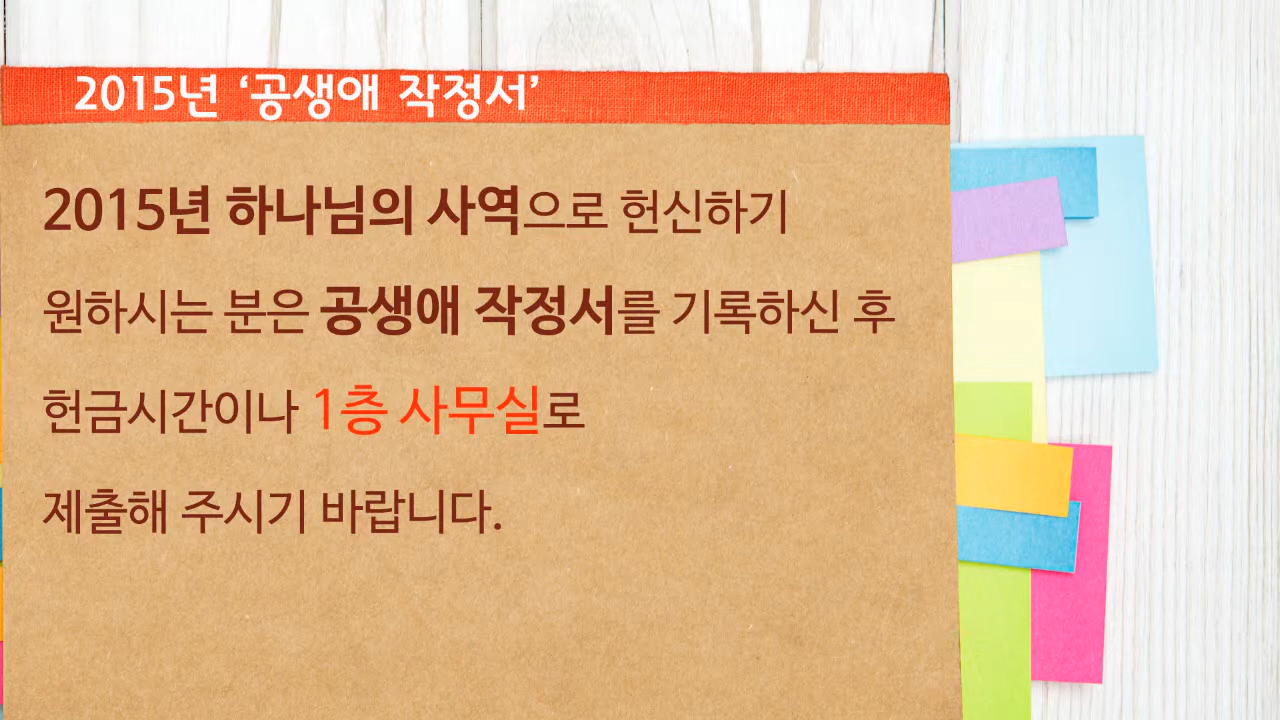 2015년 ‘공생애 작정서’
2015년 하나님의 사역으로 헌신하기
원하시는 분은 공생애 작정서를 기록하신 후
헌금시간이나 1층 사무실로
제출해 주시기 바랍니다.